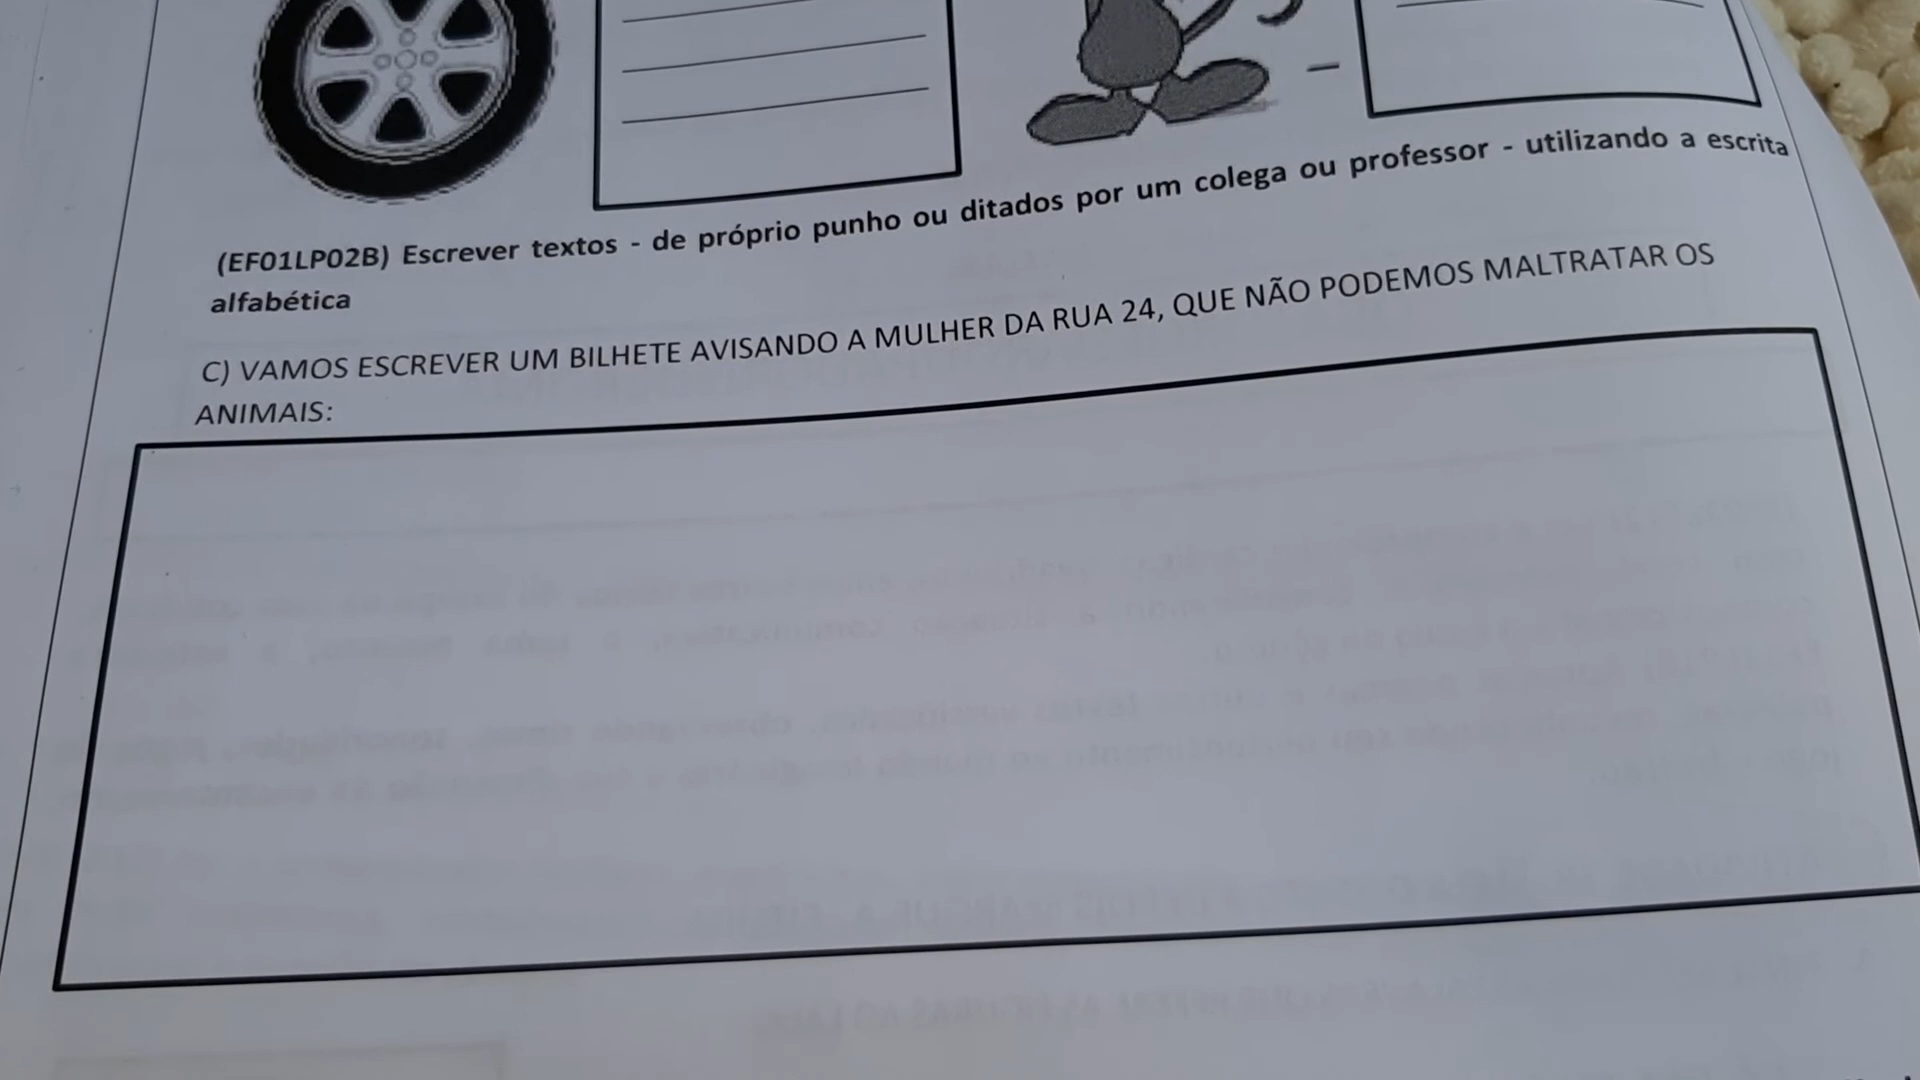 (EF01LP02B) Escrever textos - de próprio punho ou ditados por um colega ou professor - utilizando a escrita
alfabética
C) VAMOS ESCREVER UM BILHETE AVISANDO A MULHER DA RUA 24, QUE NÃO PODEMOS MALTRATAR OS
ANIMAIS: